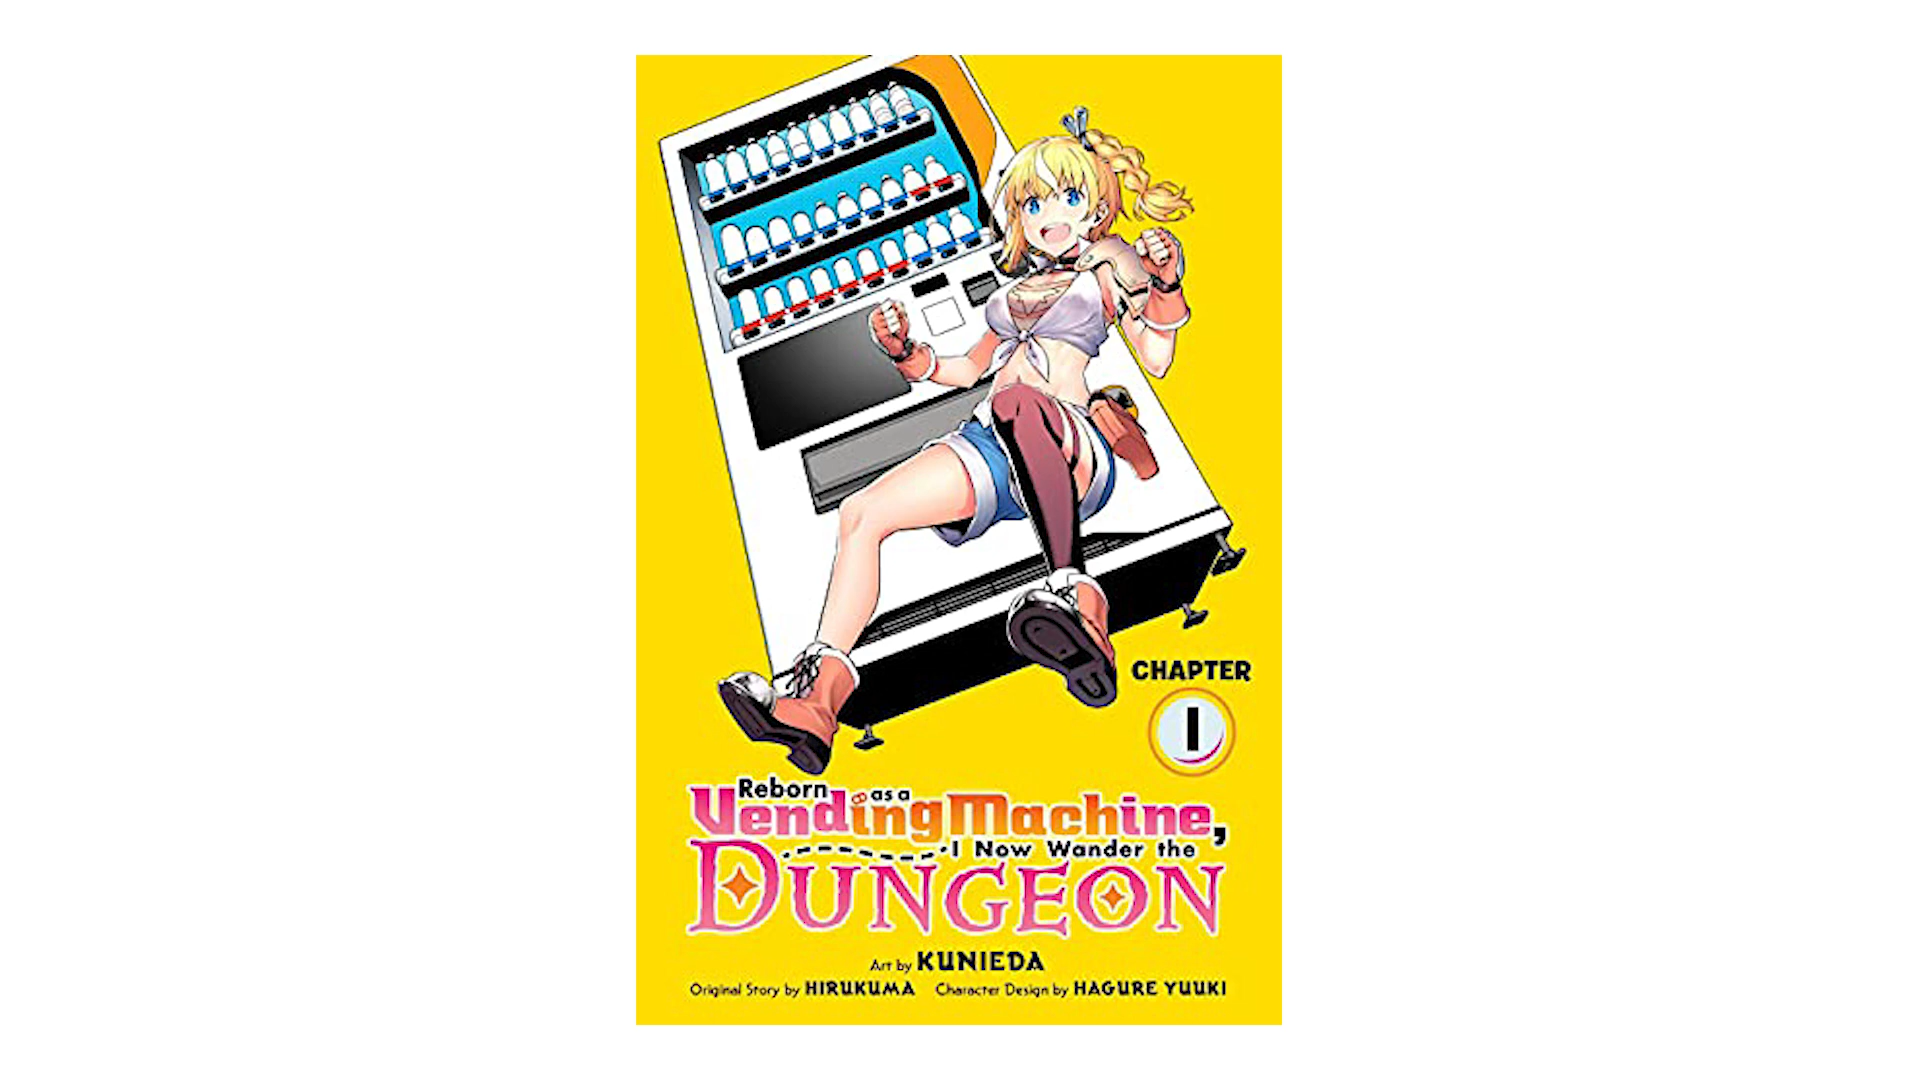 CHAPTER
1
Reborn as a
Vending Machine,
I Now Wander the
DUNGEON
Art by KUNIEDA
Original Story by HIRUKUMA Character Design by HAGURE YUUKI